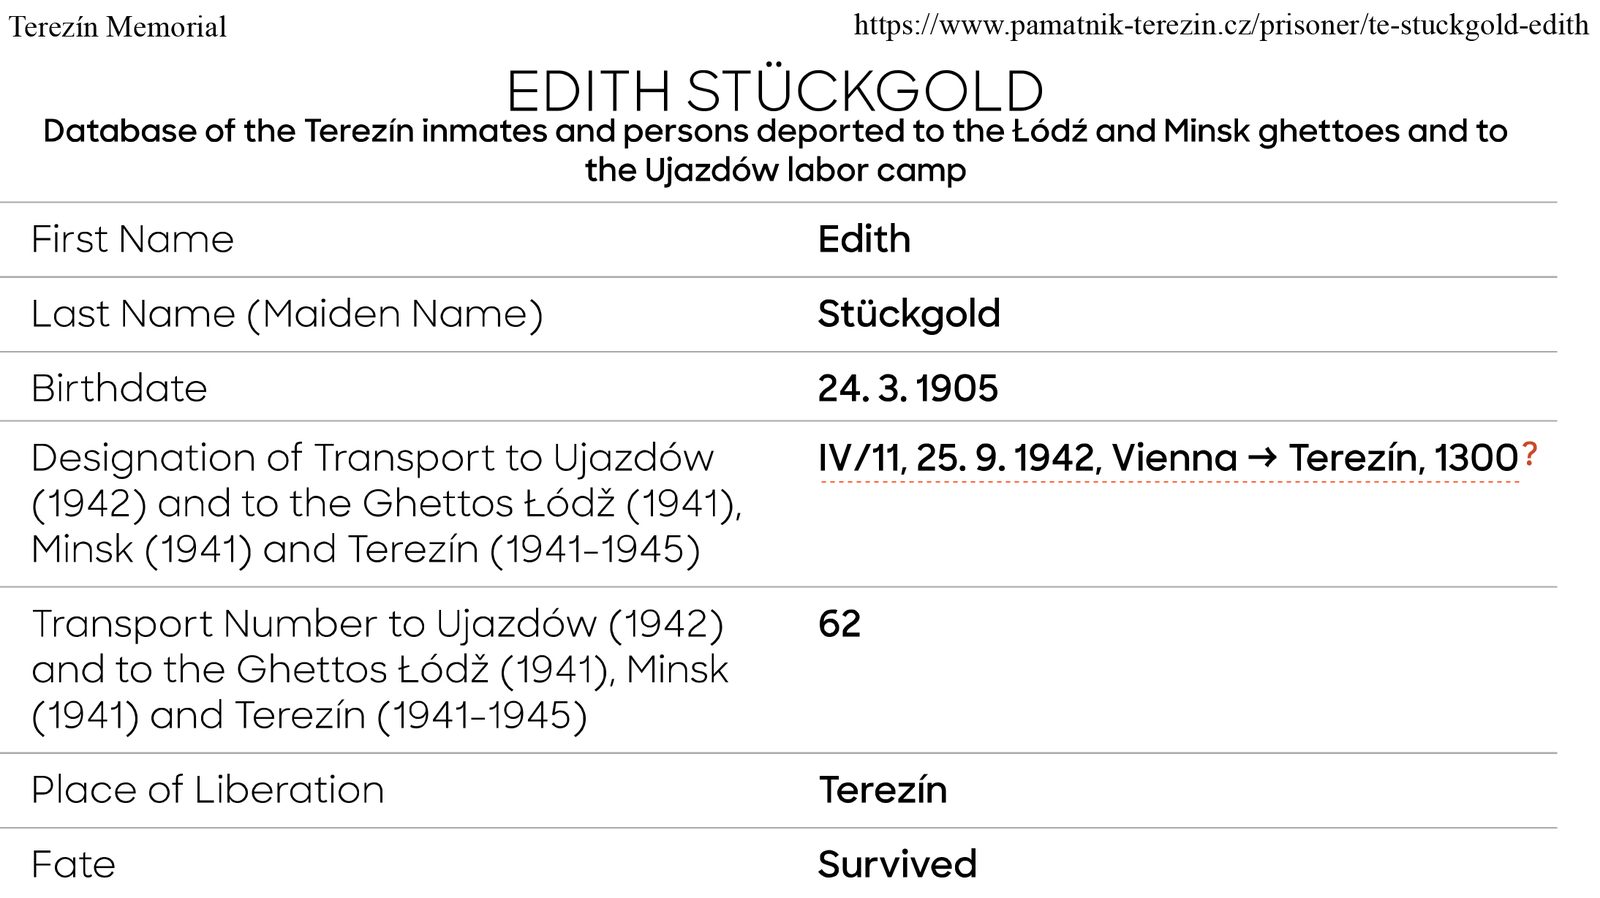 Terezín Memorial
https://www.pamatnik-terezin.cz/prisoner/te-stuckgold-edith
EDITH STÜCKGOLD
Database of the Terezín inmates and persons deported to the Łódź and Minsk ghettoes and to
the Ujazdów labor camp
First Name
Edith
Last Name (Maiden Name)
Stückgold
Birthdate
24. 3. 1905
Designation of Transport to Ujazdów
(1942) and to the Ghettos Łódž (1941),
Minsk (1941) and Terezín (1941–1945)
IV/11, 25. 9. 1942, Vienna → Terezín, 1300?
Transport Number to Ujazdów (1942)
and to the Ghettos Łódž (1941), Minsk
(1941) and Terezín (1941–1945)
62
Place of Liberation
Terezín
Fate
Survived